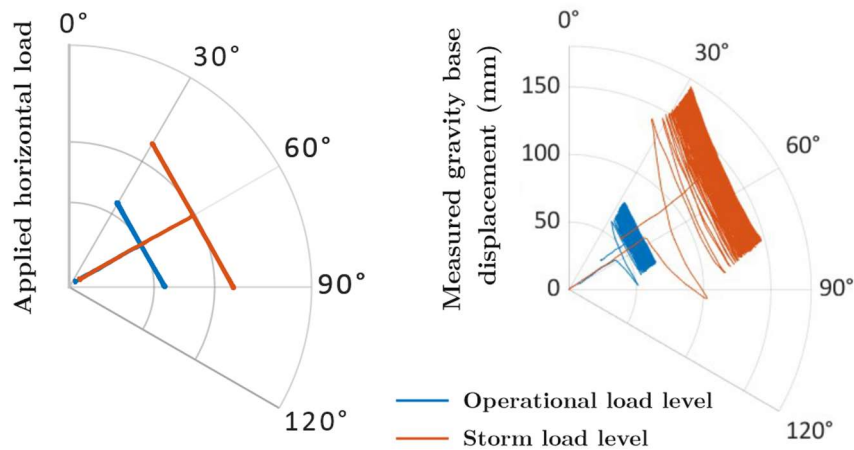 Applied horizontal load
0°
30°
60°
90°
120°
Measured gravity base
displacement (mm)
0°
30°
60°
90°
120°
150
100
50
0
Operational load level
Storm load level